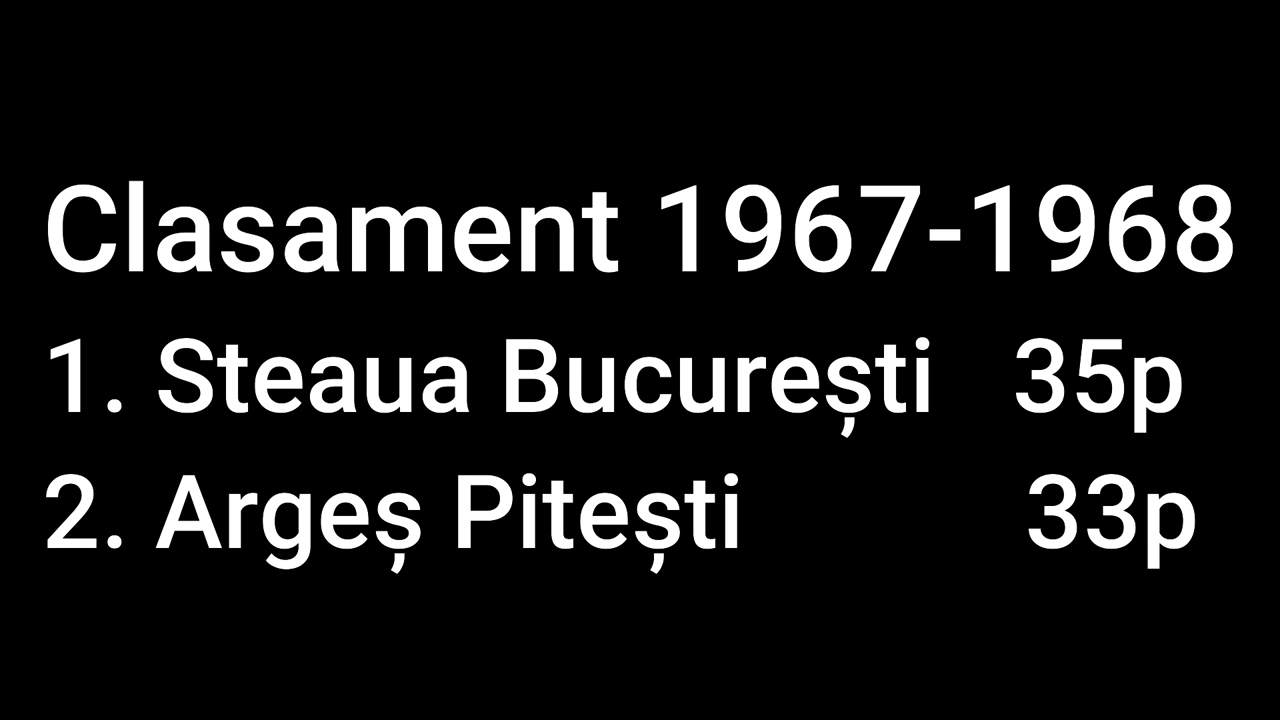 Clasament 1967-1968
1. Steaua București 35p
2. Argeș Pitești 33p